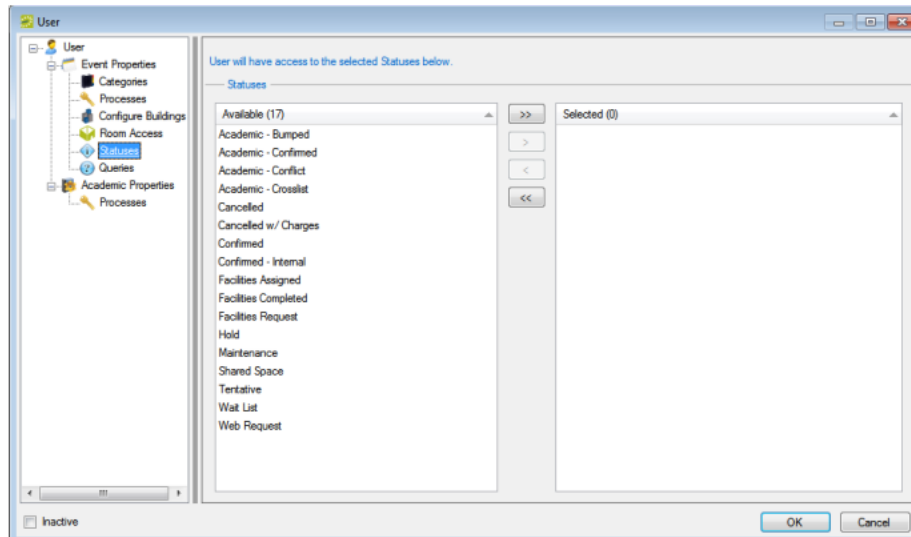 User
User
Event Properties
Categories
Processes
Configure Buildings
Room Access
Statuses
Queries
Academic Properties
Processes
User will have access to the selected Statuses below.
Statuses
Available (17)
Academic - Bumped
Academic - Confirmed
Academic - Conflict
Academic - Crosslist
Cancelled
Cancelled w/ Charges
Confirmed
Confirmed - Internal
Facilities Assigned
Facilities Completed
Facilities Request
Hold
Maintenance
Shared Space
Tentative
Wait List
Web Request
>>
>
<
<<
Selected (0)
Inactive
OK
Cancel